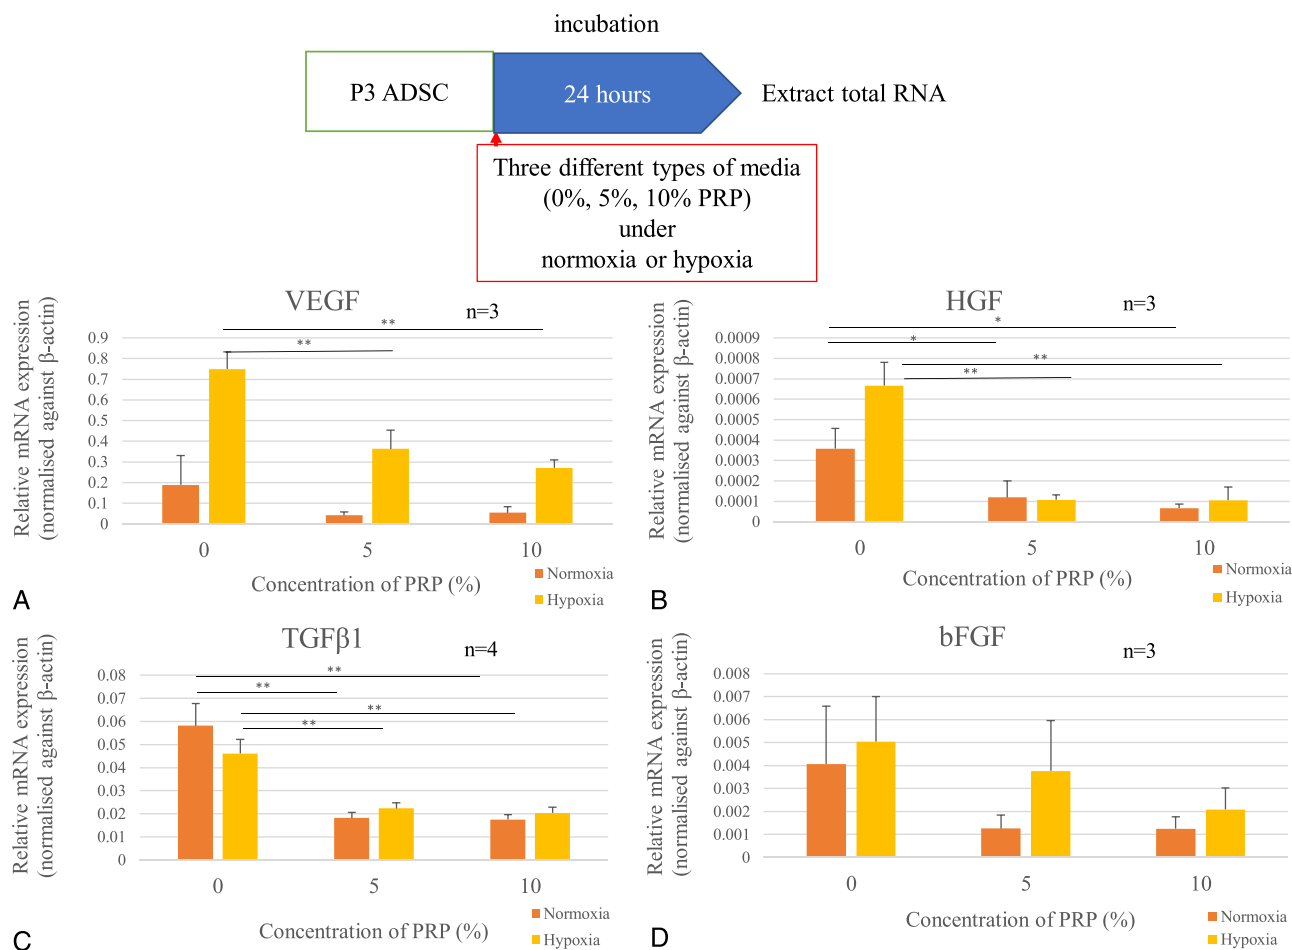 incubation
P3 ADSC
24 hours
Extract total RNA
Three different types of media
(0%, 5%, 10% PRP)
under
normoxia or hypoxia
VEGF
n=3
Relative mRNA expression
(normalised against β-actin)
0.9
0.8
0.7
0.6
0.5
0.4
0.3
0.2
0.1
0
**
**
0
5
10
Concentration of PRP (%)
Normoxia
Hypoxia
A
HGF
n=3
Relative mRNA expression
(normalised against β-actin)
0.0009
0.0008
0.0007
0.0006
0.0005
0.0004
0.0003
0.0002
0.0001
0
*
*
**
**
0
5
10
Concentration of PRP (%)
Normoxia
Hypoxia
B
TGFβ1
n=4
Relative mRNA expression
(normalised against β-actin)
0.08
0.07
0.06
0.05
0.04
0.03
0.02
0.01
0
**
**
**
**
0
5
10
Concentration of PRP (%)
Normoxia
Hypoxia
C
bFGF
n=3
Relative mRNA expression
(normalised against β-actin)
0.008
0.007
0.006
0.005
0.004
0.003
0.002
0.001
0
0
5
10
Concentration of PRP (%)
Normoxia
Hypoxia
D